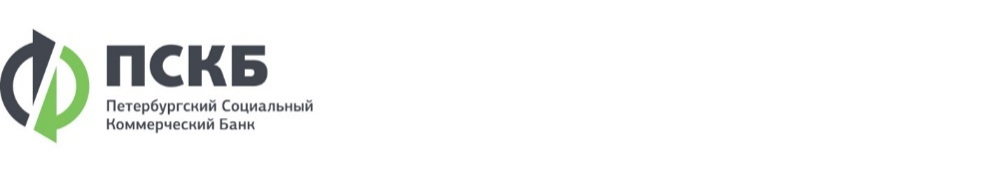 ПСКБ
Петербургский Социальный
Коммерческий Банк